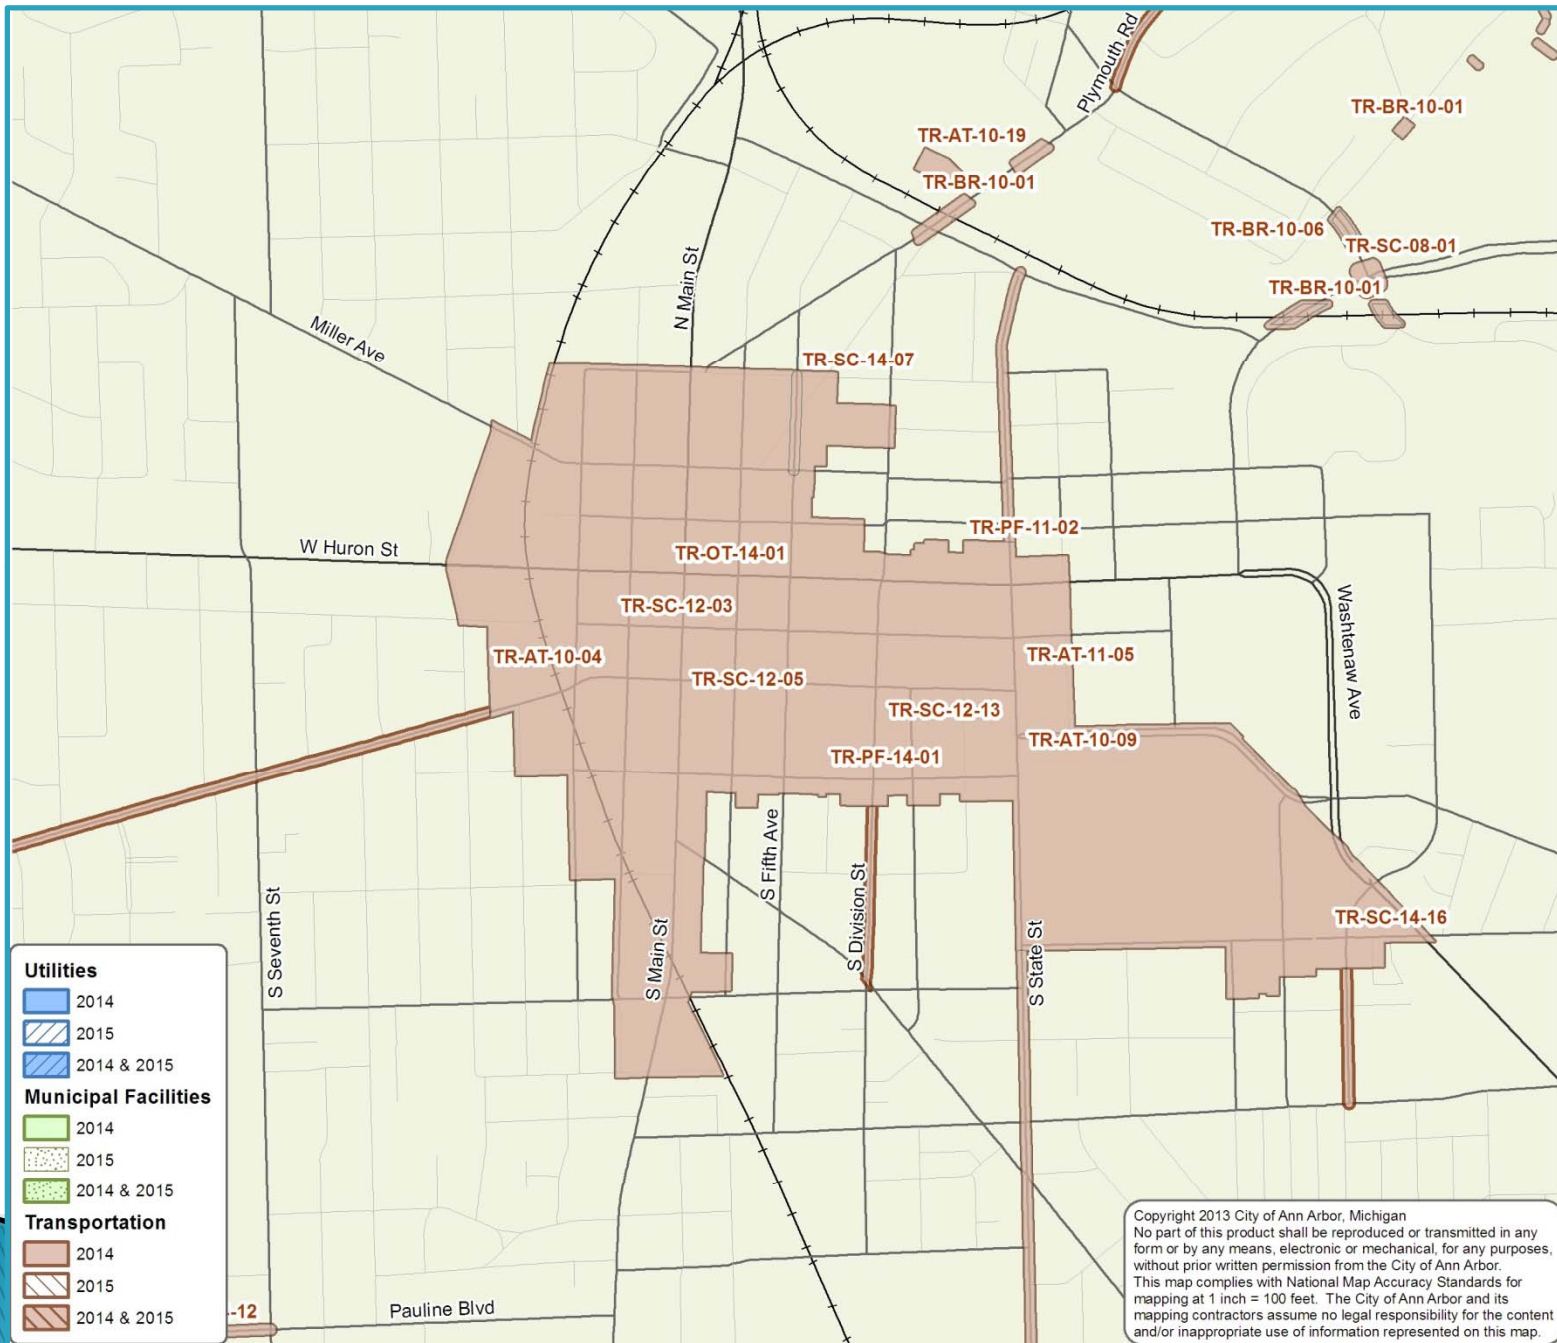 Plymouth Rd
TR-BR-10-01
TR-AT-10-19
TR-BR-10-01
TR-BR-10-06
TR-SC-08-01
TR-BR-10-01
N Main St
Miller Ave
TR-SC-14-07
TR-PF-11-02
W Huron St
TR-OT-14-01
TR-SC-12-03
Washtenaw Ave
TR-AT-10-04
TR-AT-11-05
TR-SC-12-05
TR-SC-12-13
TR-AT-10-09
TR-PF-14-01
S Fifth Ave
S Division St
S Seventh St
S Main St
S State St
TR-SC-14-16
Utilities
2014
2015
2014 & 2015
Municipal Facilities
2014
2015
2014 & 2015
Transportation
2014
2015
2014 & 2015
-12
Pauline Blvd
Copyright 2013 City of Ann Arbor, Michigan
No part of this product shall be reproduced or transmitted in any
form or by any means, electronic or mechanical, for any purposes,
without prior written permission from the City of Ann Arbor.
This map complies with National Map Accuracy Standards for
mapping at 1 inch = 100 feet. The City of Ann Arbor and its
mapping contractors assume no legal responsibility for the content
and/or inappropriate use of information represented on this map.